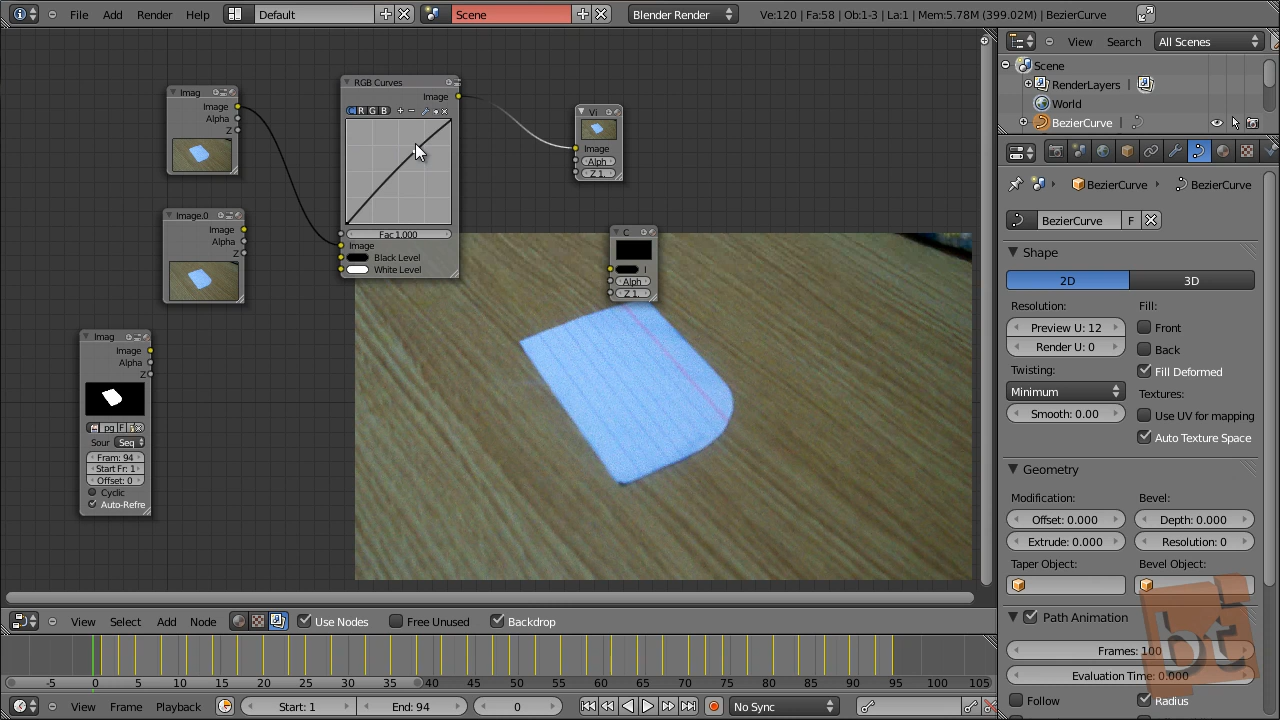 File Add Render Help Default Scene Blender Render Ve:120 | Fa:58 | Ob:1-3 | La:1 | Mem:5.78M (399.02M) | BezierCurve
View Search All Scenes
Scene
RenderLayers
World
BezierCurve
BezierCurve BezierCurve
BezierCurve F
Shape
2D 3D
Resolution: Fill:
Preview U: 12 Front
Render U: 0 Back
Twisting: Fill Deformed
Minimum Textures:
Smooth: 0.00 Use UV for mapping
Auto Texture Space
Geometry
Modification: Bevel:
Offset: 0.000 Depth: 0.000
Extrude: 0.000 Resolution: 0
Taper Object: Bevel Object:
Path Animation
Frames: 100
Evaluation Time: 0.000
Follow Radius
bt
Imag
Image
Alpha
Z
Image.0
Image
Alpha
Z
Imag
Image
Alpha
Z
pg F
Sour Seq
Fram: 94
Start Fr: 1
Offset: 0
Cyclic
Auto-Refre
RGB Curves
Image
C R G B
Fac 1.000
Image
Black Level
White Level
Vi
Image
Alph
Z 1.
C
I
Alph
Z 1.
View Select Add Node Use Nodes Free Unused Backdrop
-5 0 5 10 15 20 25 30 35 40 45 50 55 60 65 70 75 80 85 90 95 100 105
View Frame Playback Start: 1 End: 94 0 No Sync